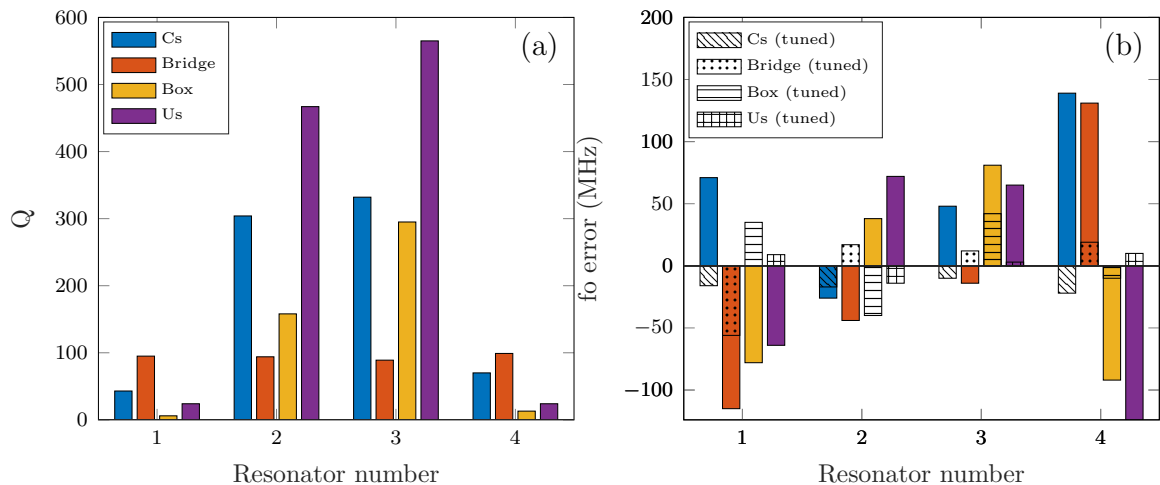 600
500
400
300
200
100
0
Q
Cs
Bridge
Box
Us
(a)
1 2 3 4
Resonator number
200
150
100
50
0
−50
−100
fo error (MHz)
Cs (tuned)
Bridge (tuned)
Box (tuned)
Us (tuned)
(b)
1 2 3 4
Resonator number